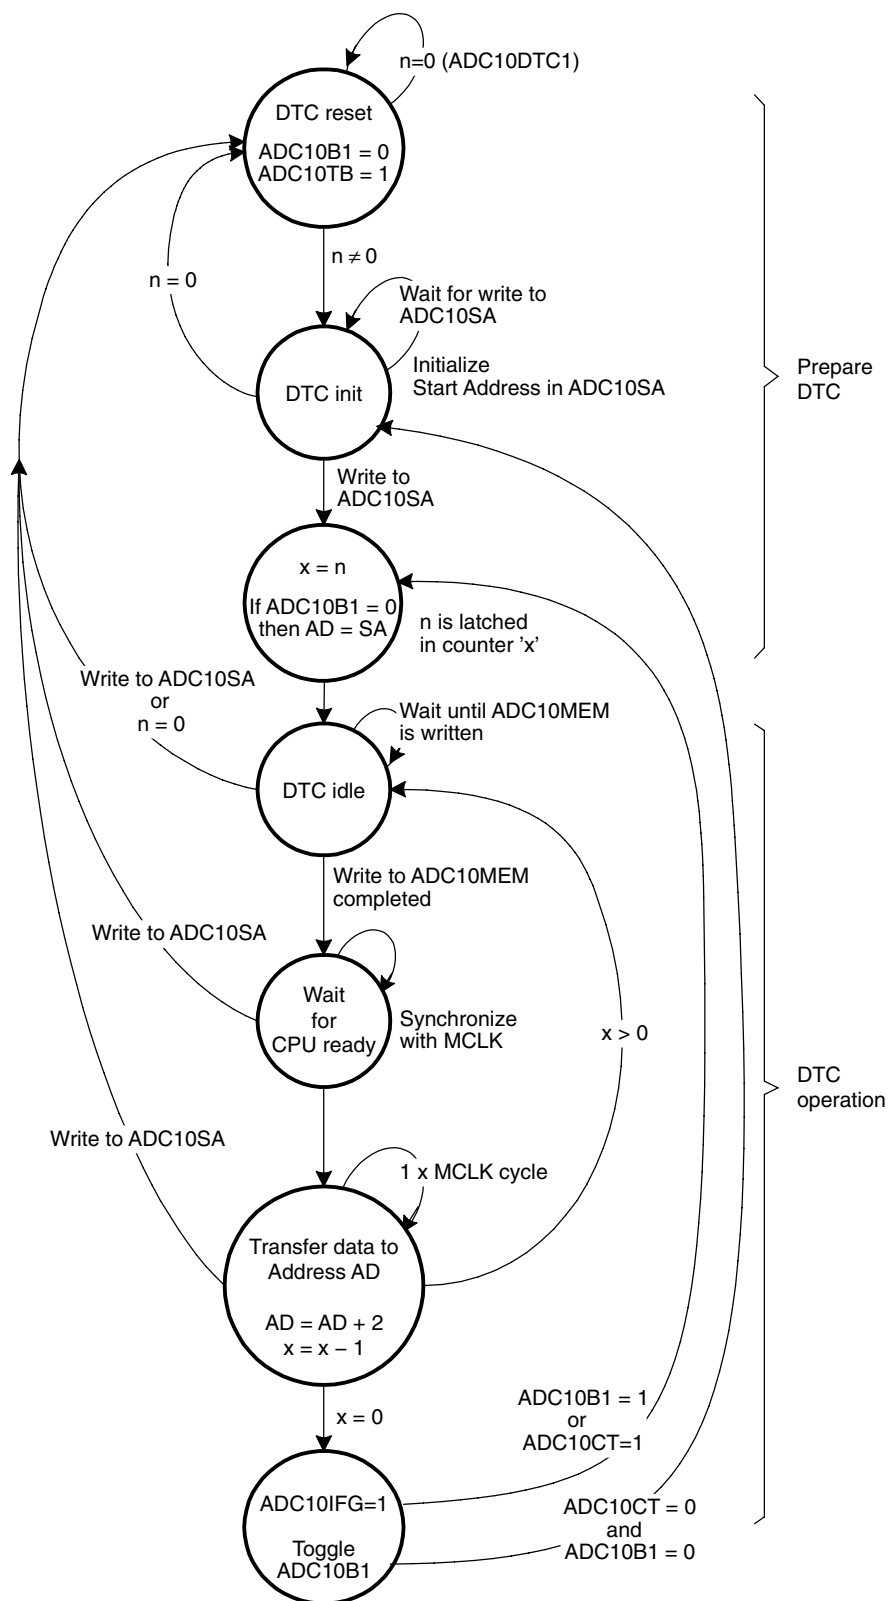 n=0 (ADC10DTC1)
DTC reset
ADC10B1 = 0
ADC10TB = 1
n ≠ 0
n = 0
Wait for write to
ADC10SA
Initialize
Start Address in ADC10SA
DTC init
Prepare
DTC
Write to
ADC10SA
x = n
If ADC10B1 = 0
then AD = SA
n is latched
in counter ’x’
Write to ADC10SA
or
n = 0
Wait until ADC10MEM
is written
DTC idle
Write to ADC10MEM
completed
Write to ADC10SA
Wait
for
CPU ready
Synchronize
with MCLK
x > 0
DTC
operation
Write to ADC10SA
1 x MCLK cycle
Transfer data to
Address AD
AD = AD + 2
x = x − 1
x = 0
ADC10B1 = 1
or
ADC10CT=1
ADC10IFG=1
Toggle
ADC10B1
ADC10CT = 0
and
ADC10B1 = 0